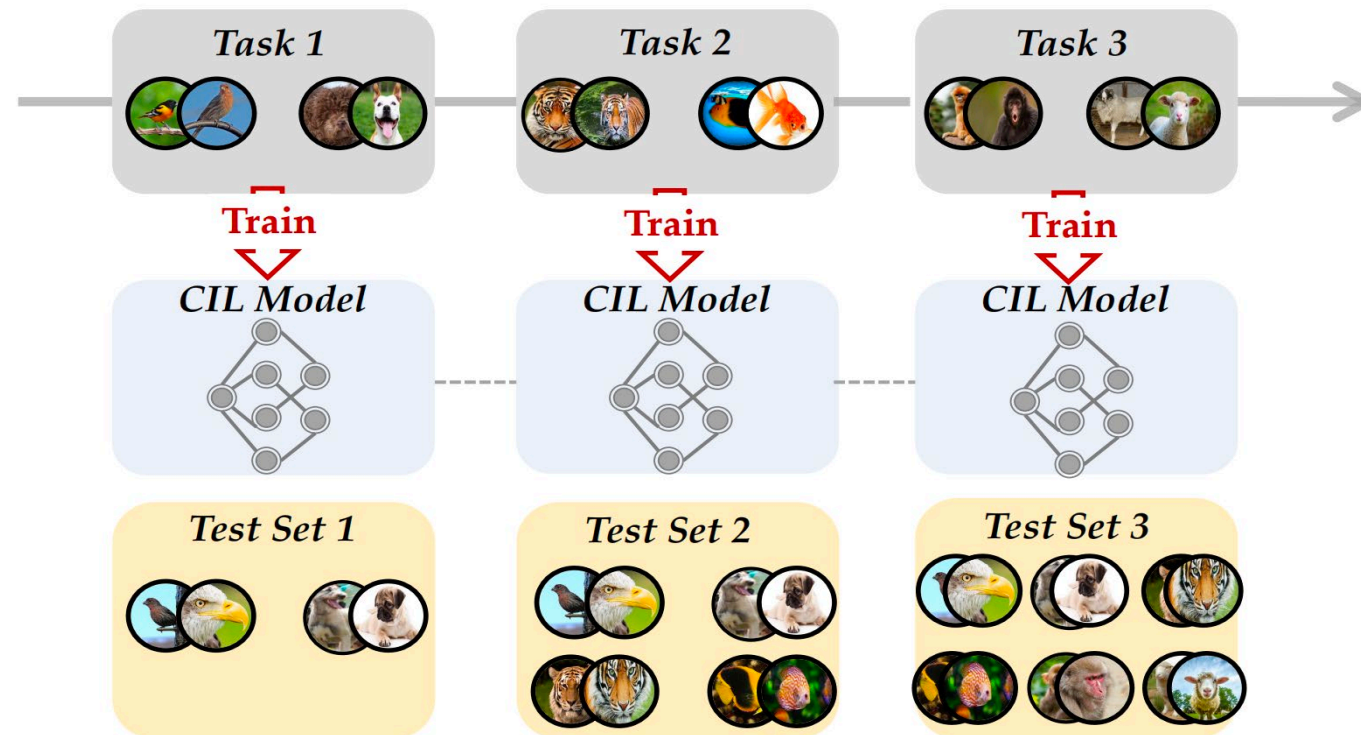 Task 1
Task 2
Task 3
Train
Train
Train
CIL Model
CIL Model
CIL Model
Test Set 1
Test Set 2
Test Set 3